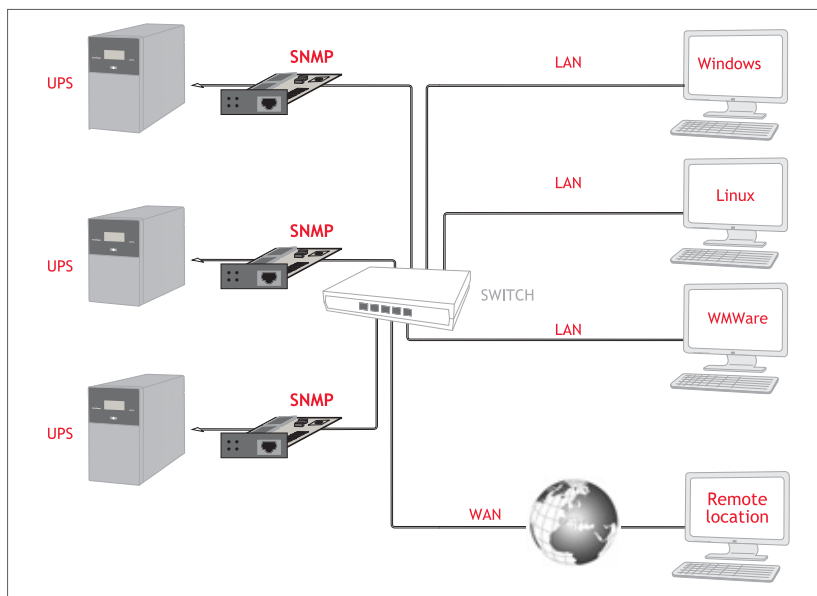 SNMP
LAN
UPS
Windows
LAN
Linux
SNMP
UPS
SWITCH
WMWare
LAN
SNMP
UPS
Remote
location
WAN